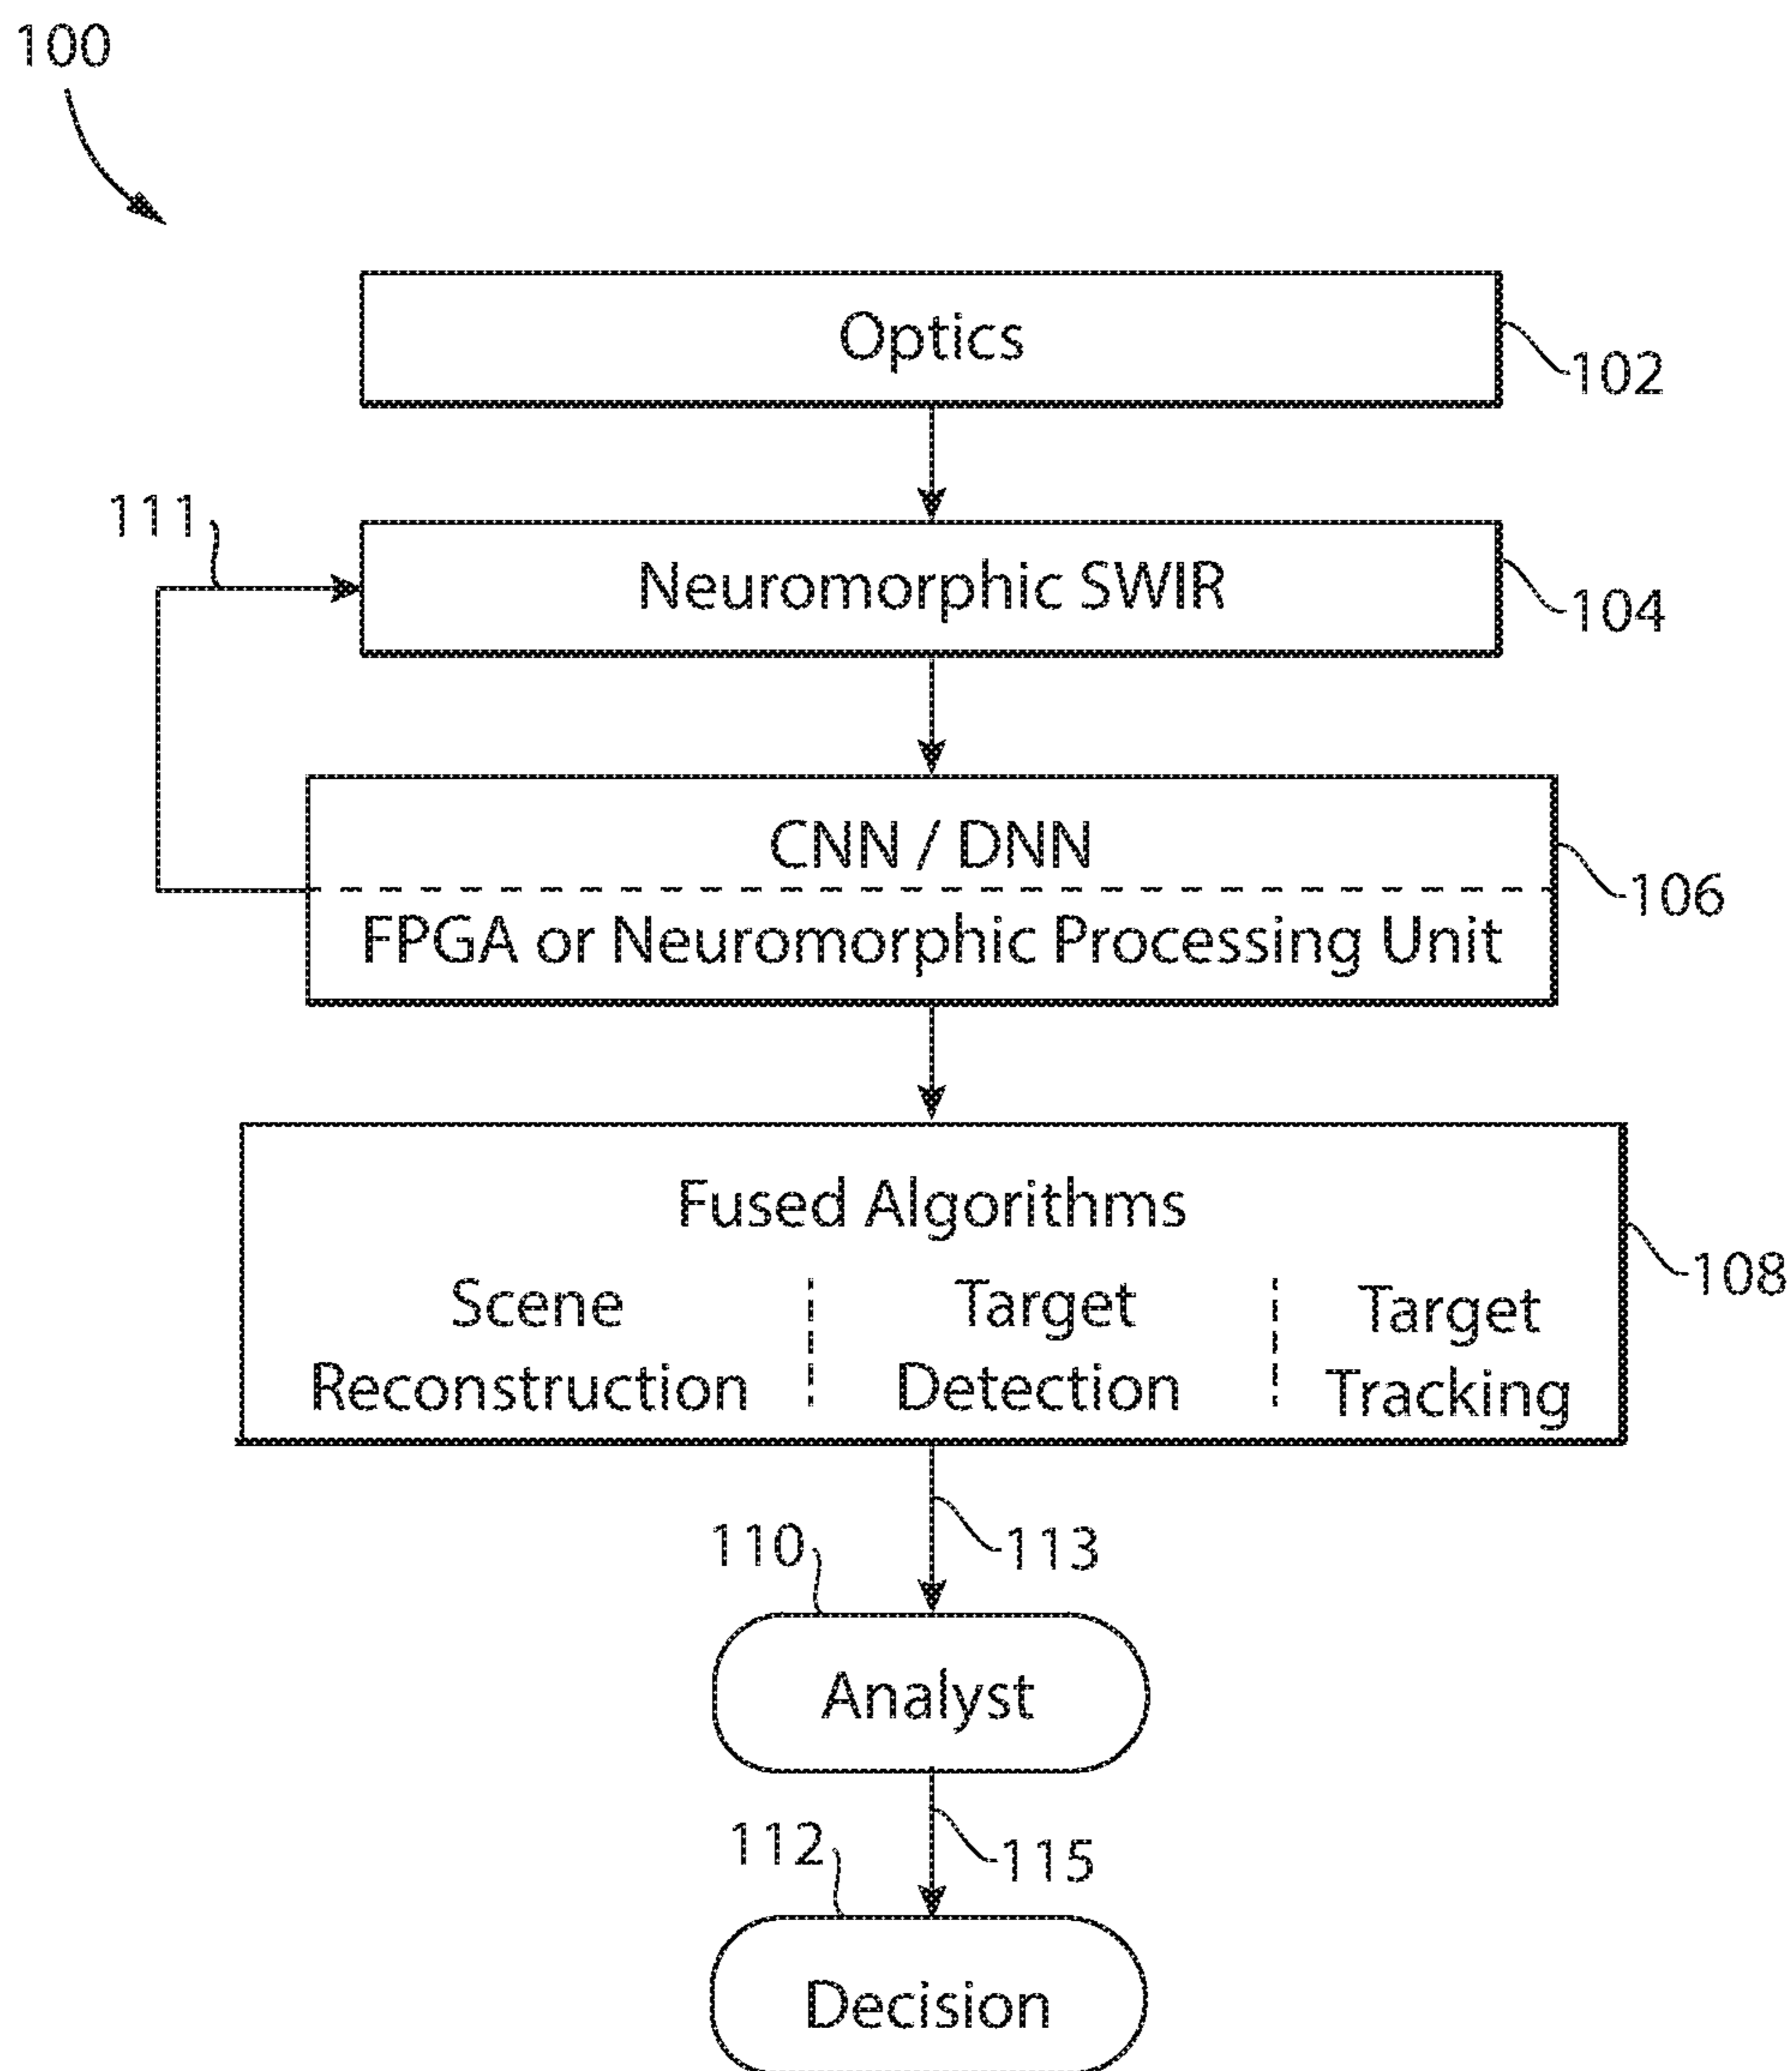 100
Optics
102
111
Neuromorphic SWIR
104
CNN / DNN
106
FPGA or Neuromorphic Processing Unit
Fused Algorithms
108
Scene Reconstruction
Target Detection
Target Tracking
113
110
Analyst
112
115
Decision